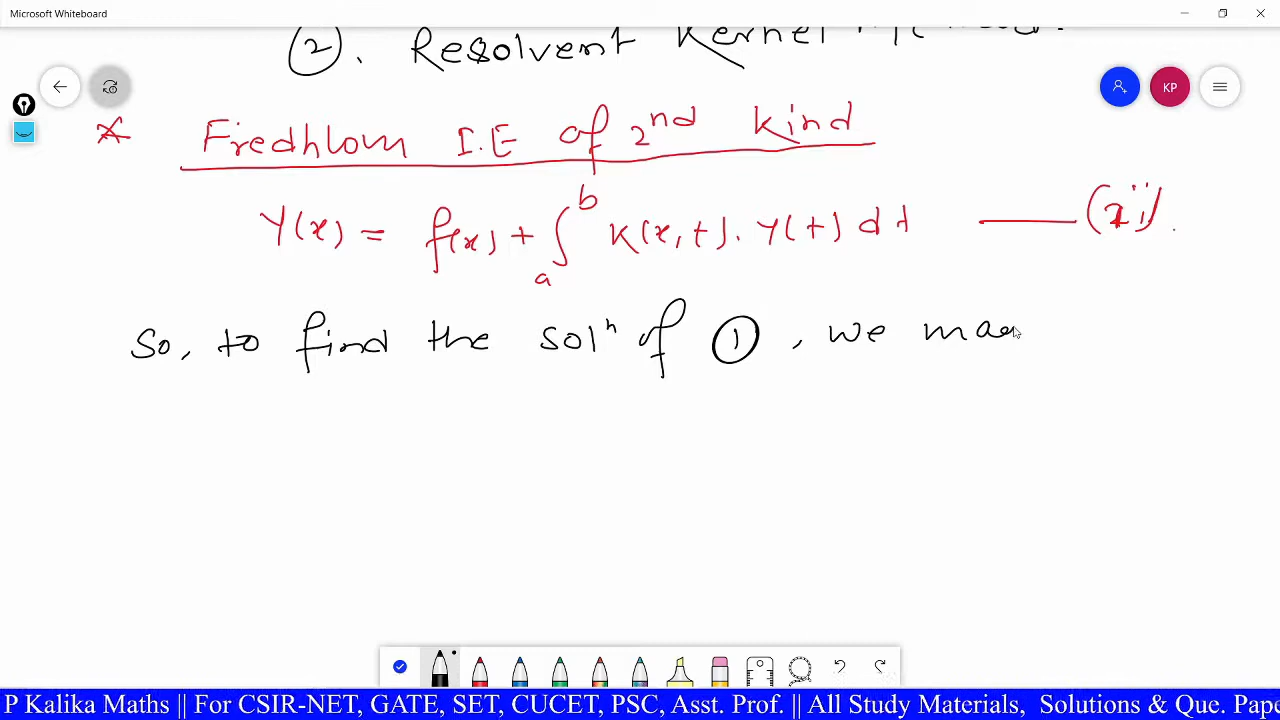 Microsoft Whiteboard
(2). Resolvent Kernel
KP
* Fredhlom I.E of 2nd kind
Y(x) = f(x) + ∫_a^b K(x,t). Y(t) dt
So, to find the solⁿ of ①, we
P Kalika Maths || For CSIR-NET, GATE, SET, CUCET, PSC, Asst. Prof. || All Study Materials, Solutions & Que. Pape